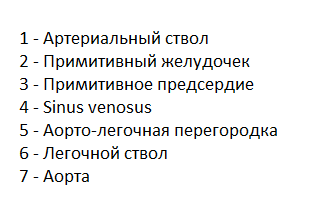 1 - Артериальный ствол
2 - Примитивный желудочек
3 - Примитивное предсердие
4 - Sinus venosus
5 - Аорто-легочная перегородка
6 - Легочной ствол
7 - Аорта